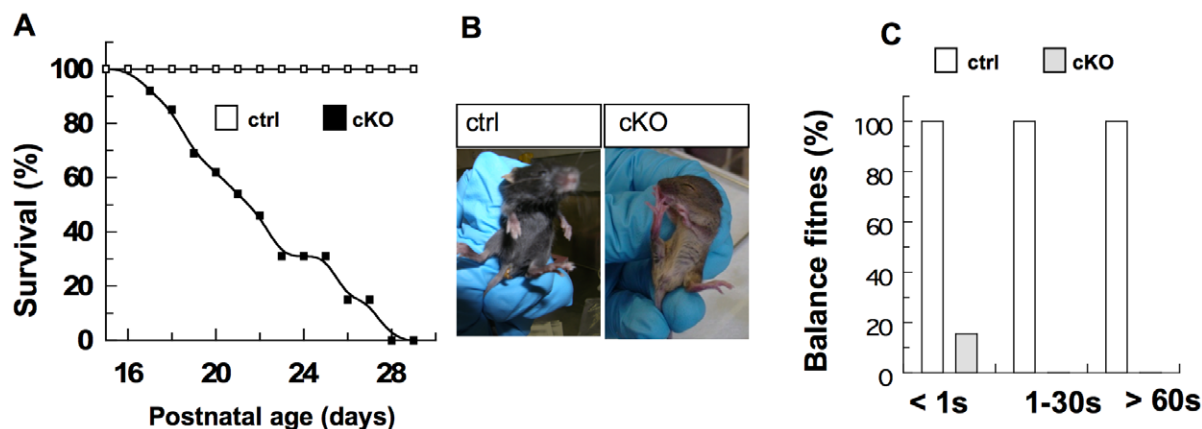 A
Survival (%)
100
80
60
40
20
0
16 20 24 28
Postnatal age (days)
ctrl cKO
B
ctrl cKO
C
ctrl cKO
Balance fitnes (%)
100
80
60
40
20
0
< 1s 1-30s > 60s